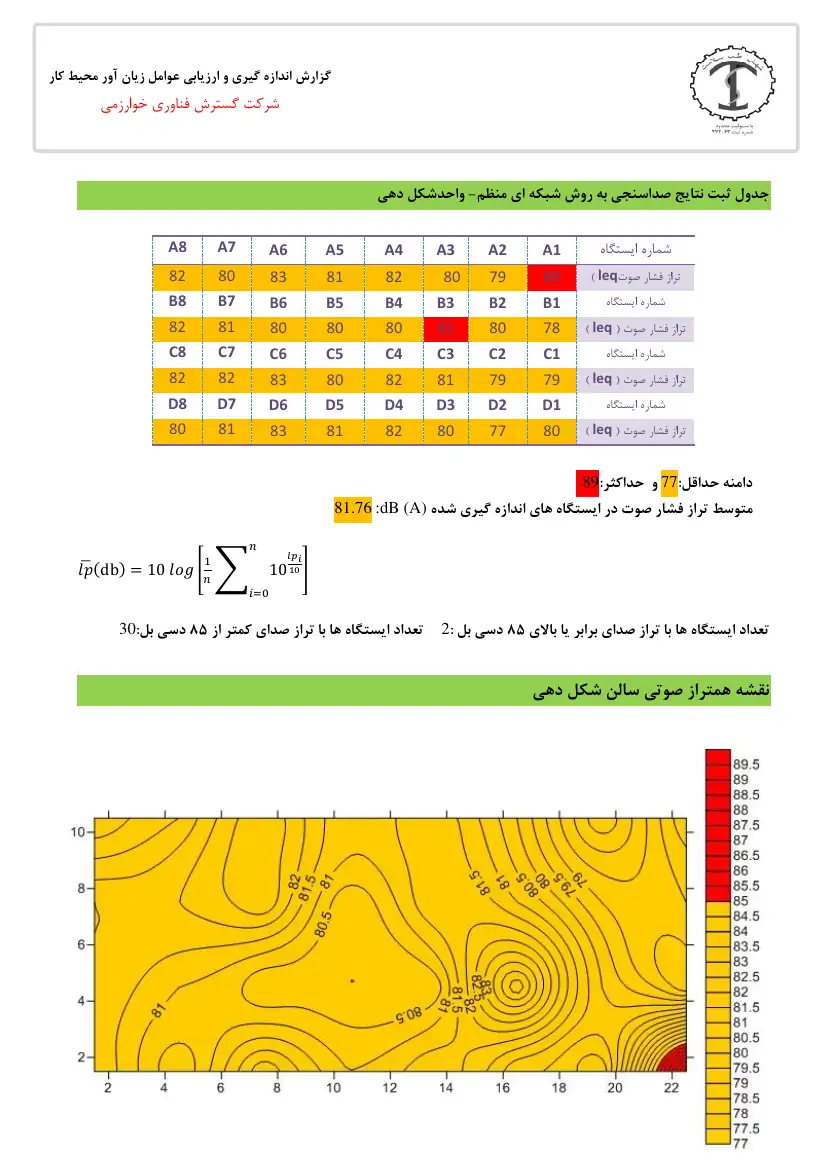 گزارش اندازه گیری و ارزیابی عوامل زیان آور محیط کار
شرکت گسترش فناوری خوارزمی
شهاب طب سلامت
با مسئولیت محدود
جدول ثبت نتایج صداسنجی به روش شبکه ای منظم- واحدشکل دهی
شماره ایستگاه A1 A2 A3 A4 A5 A6 A7 A8
تراز فشار صوتleq ) 89 79 80 82 81 83 80 82
شماره ایستگاه B1 B2 B3 B4 B5 B6 B7 B8
تراز فشار صوت ( leq ) 78 80 85 80 80 80 81 82
شماره ایستگاه C1 C2 C3 C4 C5 C6 C7 C8
تراز فشار صوت ( leq ) 79 79 81 82 80 83 82 82
شماره ایستگاه D1 D2 D3 D4 D5 D6 D7 D8
تراز فشار صوت ( leq ) 80 77 80 82 81 83 81 80
دامنه حداقل:77 و حداکثر:89
متوسط تراز فشار صوت در ایستگاه های اندازه گیری شده dB (A) :81.76
l̅p̅(db) = 10 log [1/n ∑_{i=0}^{n} 10^{lp_i/10}]
تعداد ایستگاه ها با تراز صدای برابر یا بالای ۸۵ دسی بل :2 تعداد ایستگاه ها با تراز صدای کمتر از ۸۵ دسی بل:30
نقشه همتراز صوتی سالن شکل دهی
89.5
89
88.5
88
87.5
87
86.5
86
85.5
85
84.5
84
83.5
83
82.5
82
81.5
81
80.5
80
79.5
79
78.5
78
77.5
77
10
8
6
4
2
82 81.5 81
80.5
81
80.5
81
81.5
82
82.5
83
81.5 81 80.5 80 79.5 79
2 4 6 8 10 12 14 16 18 20 22